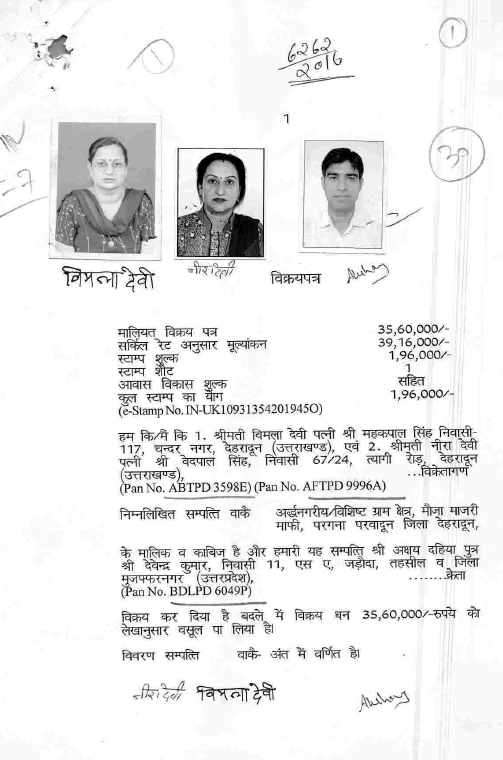 1
1
6262
2016
1
30
विमला देवी
नीरा देवी
विक्रयपत्र
Akshay
मालियत विक्रय पत्र 35,60,000/-
सर्किल रेट अनुसार मूल्यांकन 39,16,000/-
स्टाम्प शुल्क 1,96,000/-
स्टाम्प शीट 1
आवास विकास शुल्क सहित
कुल स्टाम्प का योग 1,96,000/-
(e-Stamp No. IN-UK10931354201945O)
हम कि/मै कि 1. श्रीमती विमला देवी पत्नी श्री महकपाल सिंह निवासी-
117, चन्दर नगर, देहरादून (उत्तराखण्ड), एवं 2. श्रीमती नीरा देवी
पत्नी श्री वेदपाल सिंह, निवासी 67/24, त्यागी रोड़, देहरादून
(उत्तराखण्ड), ...विक्रेतागण
(Pan No. ABTPD 3598E) (Pan No. AFTPD 9996A)
निम्नलिखित सम्पत्ति वाकै अर्द्धनगरीय/विशिष्ट ग्राम क्षेत्र, मौजा माजरी
माफी, परगना परवादून जिला देहरादून,
के मालिक व काबिज है और हमारी यह सम्पत्ति श्री अक्षय दहिया पुत्र
श्री देवेन्द्र कुमार, निवासी 11, एस ए, जड़ौदा, तहसील व जिला
मुजफ्फरनगर (उत्तरप्रदेश), ........क्रेता
(Pan No. BDLPD 6049P)
विक्रय कर दिया है बदले में विक्रय धन 35,60,000/-रुपये को
लेखानुसार वसूल पा लिया है।
विवरण सम्पत्ति वाकै- अंत में वर्णित है।
नीरा देवी विमला देवी Akshay